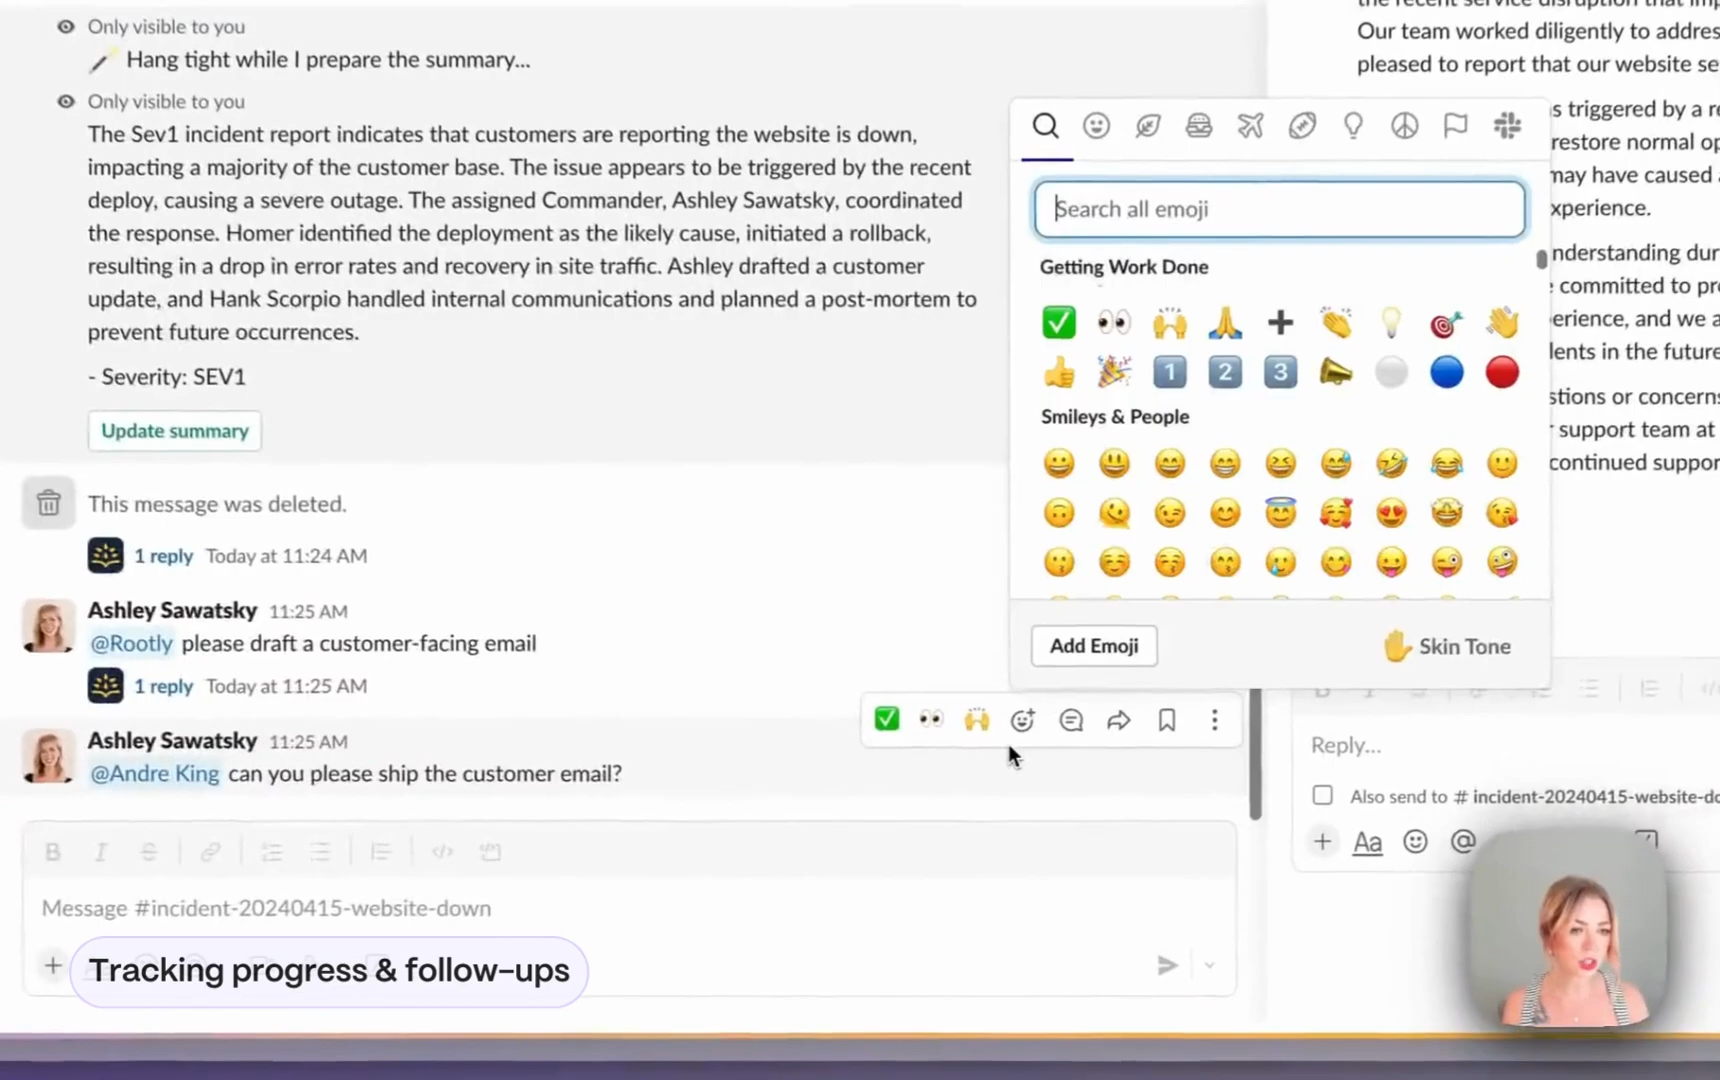 Only visible to you
Hang tight while I prepare the summary...
Only visible to you
The Sev1 incident report indicates that customers are reporting the website is down,
impacting a majority of the customer base. The issue appears to be triggered by the recent
deploy, causing a severe outage. The assigned Commander, Ashley Sawatsky, coordinated
the response. Homer identified the deployment as the likely cause, initiated a rollback,
resulting in a drop in error rates and recovery in site traffic. Ashley drafted a customer
update, and Hank Scorpio handled internal communications and planned a post-mortem to
prevent future occurrences.
- Severity: SEV1
Update summary
This message was deleted.
1 reply Today at 11:24 AM
Ashley Sawatsky 11:25 AM
@Rootly please draft a customer-facing email
1 reply Today at 11:25 AM
Ashley Sawatsky 11:25 AM
@Andre King can you please ship the customer email?
Message #incident-20240415-website-down
Tracking progress & follow-ups
Search all emoji
Getting Work Done
1 2 3
Smileys & People
Add Emoji
Skin Tone
Our team worked diligently to addres
pleased to report that our website se
s triggered by a re
restore normal op
may have caused
xperience.
nderstanding dur
committed to pr
erience, and we a
lents in the future
stions or concerns
support team at
continued suppor
Reply...
Also send to # incident-20240415-website-do
Aa